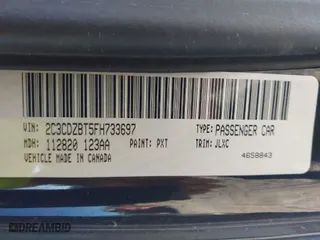 VIN: 2C3CDZBT5FH733697 TYPE: PASSENGER CAR
MDH: 112820 123AA PAINT: PXT TRIM: JLXC
VEHICLE MADE IN CANADA
4658843
DREAMBID